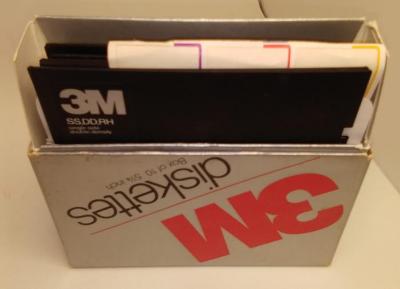 3M
SS,DD,RH
single side
double density
3M
diskettes
Box of 10 5¼ inch